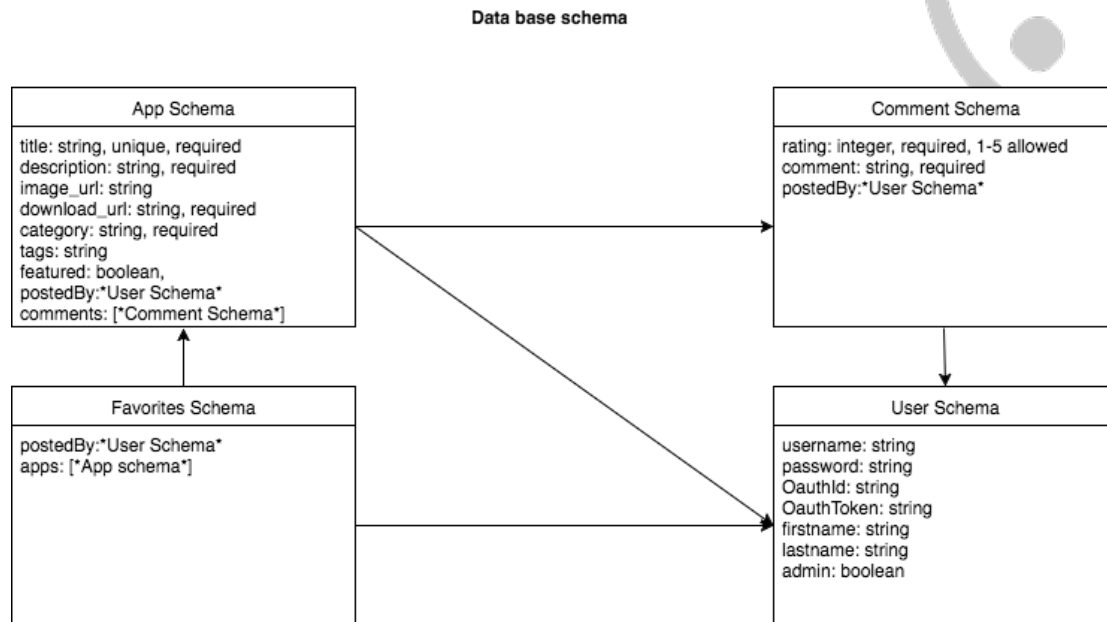 Data base schema
App Schema
title: string, unique, required
description: string, required
image_url: string
download_url: string, required
category: string, required
tags: string
featured: boolean,
postedBy:*User Schema*
comments: [*Comment Schema*]
Comment Schema
rating: integer, required, 1-5 allowed
comment: string, required
postedBy:*User Schema*
Favorites Schema
postedBy:*User Schema*
apps: [*App schema*]
User Schema
username: string
password: string
OauthId: string
OauthToken: string
firstname: string
lastname: string
admin: boolean